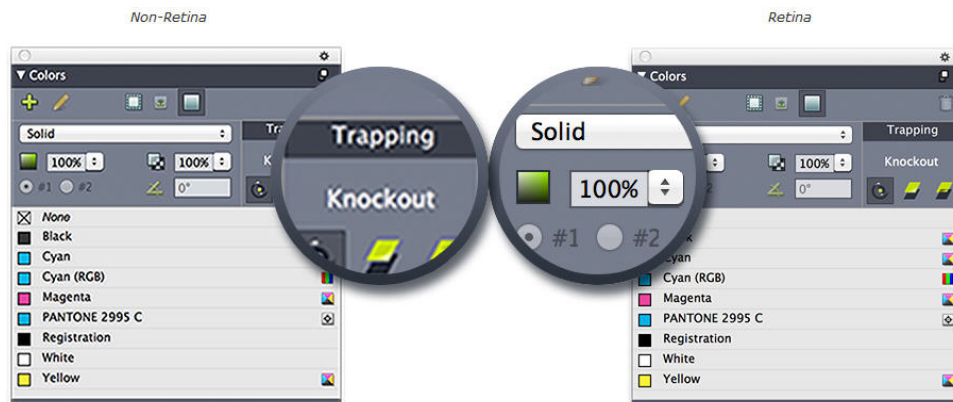 Non-Retina
Retina
Colors
Solid
100%
100%
#1
#2
0°
None
Black
Cyan
Cyan (RGB)
Magenta
PANTONE 2995 C
Registration
White
Yellow
Trapping
Knockout
Solid
100%
#1
#2
Colors
Trapping
100%
Knockout
0°
Cyan
Cyan (RGB)
Magenta
PANTONE 2995 C
Registration
White
Yellow